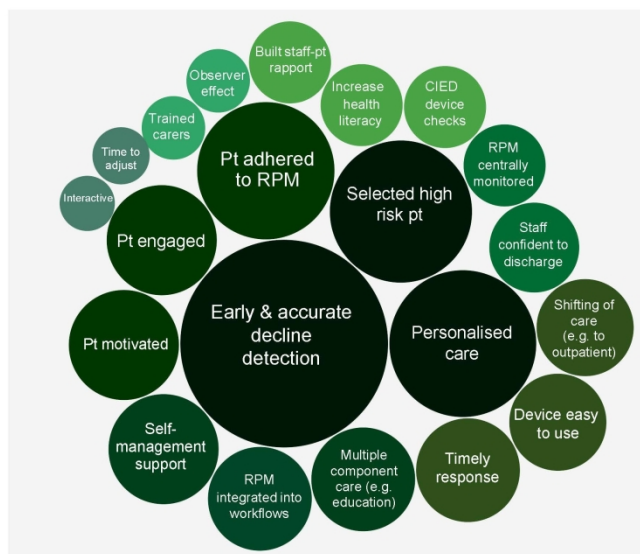 Built staff-pt
rapport
Observer
effect
Increase
health
literacy
CIED
device
checks
Trained
carers
Time to
adjust
Interactive
Pt adhered
to RPM
Selected high
risk pt
RPM
centrally
monitored
Pt engaged
Staff
confident to
discharge
Early & accurate
decline
detection
Personalised
care
Shifting of
care
(e.g. to
outpatient)
Pt motivated
Device easy
to use
Self-
management
support
Multiple
component
care (e.g.
education)
Timely
response
RPM
integrated into
workflows